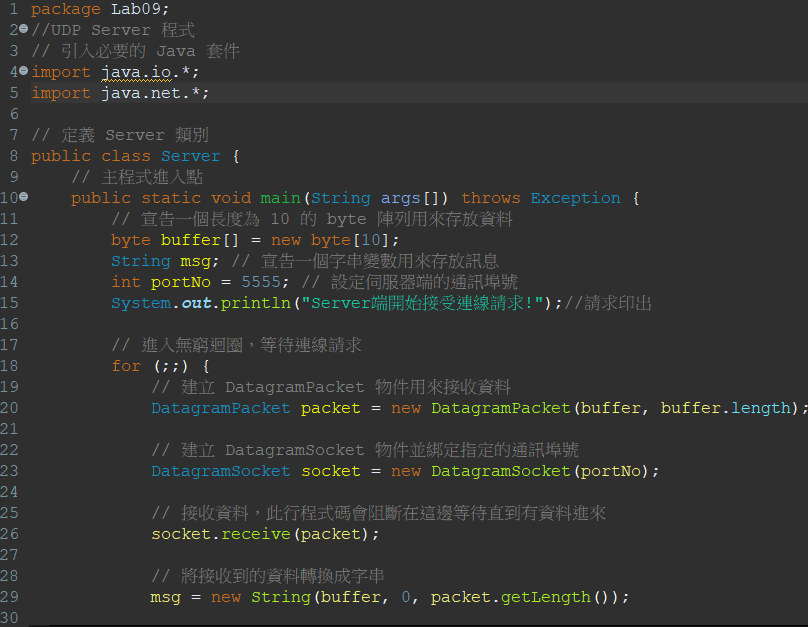 1 package Lab09;
2 //UDP Server 程式
3 // 引入必要的 Java 套件
4 import java.io.*;
5 import java.net.*;
6
7 // 定義 Server 類別
8 public class Server {
9 // 主程式進入點
10 public static void main(String args[]) throws Exception {
11 // 宣告一個長度為 10 的 byte 陣列用來存放資料
12 byte buffer[] = new byte[10];
13 String msg; // 宣告一個字串變數用來存放訊息
14 int portNo = 5555; // 設定伺服器端的通訊埠號
15 System.out.println("Server端開始接受連線請求!");//請求印出
16
17 // 進入無窮迴圈，等待連線請求
18 for (;;) {
19 // 建立 DatagramPacket 物件用來接收資料
20 DatagramPacket packet = new DatagramPacket(buffer, buffer.length);
21
22 // 建立 DatagramSocket 物件並綁定指定的通訊埠號
23 DatagramSocket socket = new DatagramSocket(portNo);
24
25 // 接收資料，此行程式碼會阻斷在這邊等待直到有資料進來
26 socket.receive(packet);
27
28 // 將接收到的資料轉換成字串
29 msg = new String(buffer, 0, packet.getLength());
30